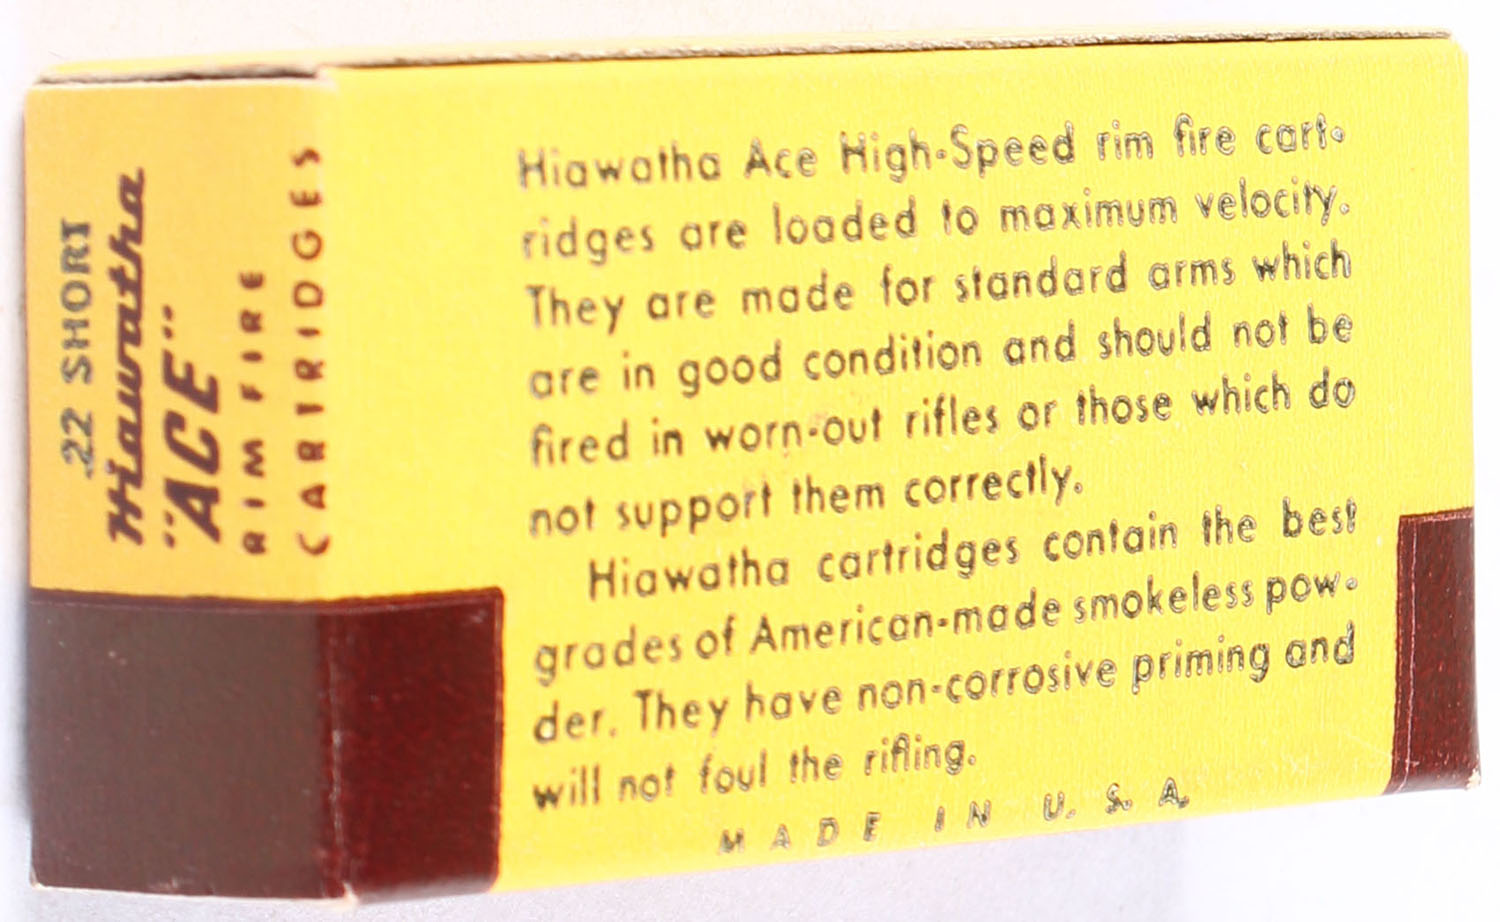 .22 SHORT
Hiawatha
"ACE"
RIM FIRE
CARTRIDGES
Hiawatha Ace High-Speed rim fire cart-
ridges are loaded to maximum velocity.
They are made for standard arms which
are in good condition and should not be
fired in worn-out rifles or those which do
not support them correctly.
Hiawatha cartridges contain the best
grades of American-made smokeless pow-
der. They have non-corrosive priming and
will not foul the rifling.
MADE IN U. S. A.